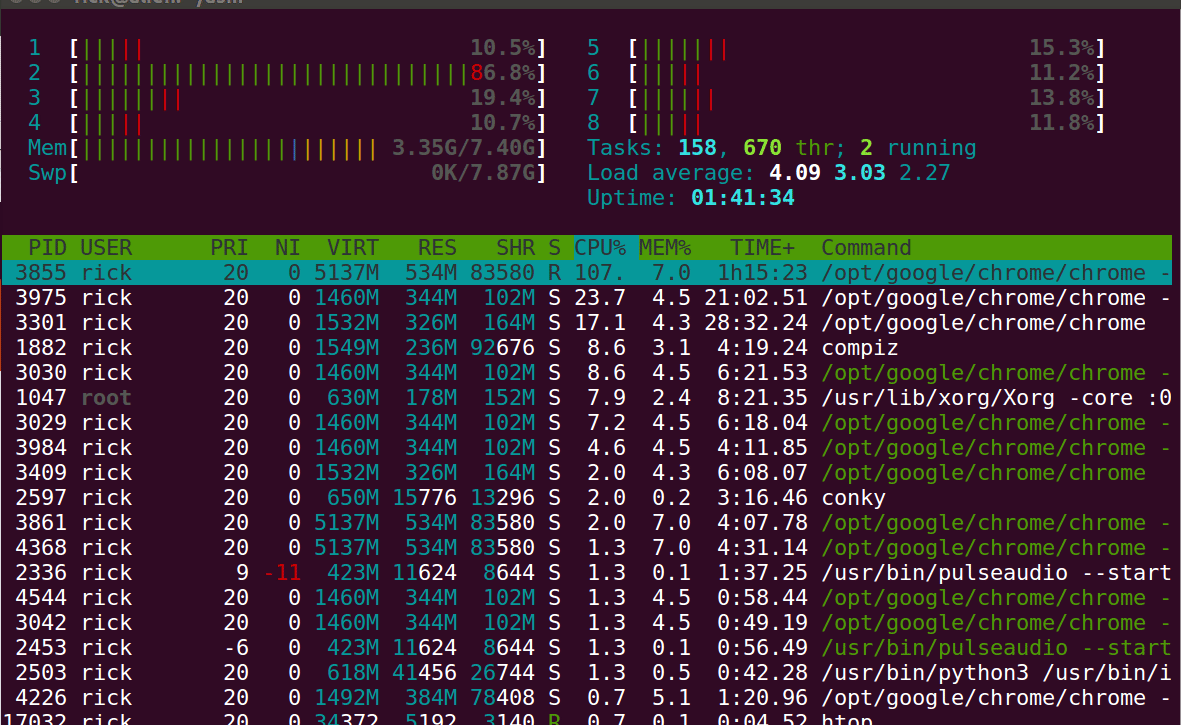 1 [||||| 10.5%] 5 [||||||| 15.3%]
2 [||||||||||||||||||||||||||||||86.8%] 6 [||||| 11.2%]
3 [|||||||| 19.4%] 7 [|||||| 13.8%]
4 [||||| 10.7%] 8 [||||| 11.8%]
Mem[||||||||||||||||||||||| 3.35G/7.40G] Tasks: 158, 670 thr; 2 running
Swp[ 0K/7.87G] Load average: 4.09 3.03 2.27
Uptime: 01:41:34
PID USER PRI NI VIRT RES SHR S CPU% MEM% TIME+ Command
3855 rick 20 0 5137M 534M 83580 R 107. 7.0 1h15:23 /opt/google/chrome/chrome -
3975 rick 20 0 1460M 344M 102M S 23.7 4.5 21:02.51 /opt/google/chrome/chrome -
3301 rick 20 0 1532M 326M 164M S 17.1 4.3 28:32.24 /opt/google/chrome/chrome
1882 rick 20 0 1549M 236M 92676 S 8.6 3.1 4:19.24 compiz
3030 rick 20 0 1460M 344M 102M S 8.6 4.5 6:21.53 /opt/google/chrome/chrome -
1047 root 20 0 630M 178M 152M S 7.9 2.4 8:21.35 /usr/lib/xorg/Xorg -core :0
3029 rick 20 0 1460M 344M 102M S 7.2 4.5 6:18.04 /opt/google/chrome/chrome -
3984 rick 20 0 1460M 344M 102M S 4.6 4.5 4:11.85 /opt/google/chrome/chrome -
3409 rick 20 0 1532M 326M 164M S 2.0 4.3 6:08.07 /opt/google/chrome/chrome
2597 rick 20 0 650M 15776 13296 S 2.0 0.2 3:16.46 conky
3861 rick 20 0 5137M 534M 83580 S 2.0 7.0 4:07.78 /opt/google/chrome/chrome -
4368 rick 20 0 5137M 534M 83580 S 1.3 7.0 4:31.14 /opt/google/chrome/chrome -
2336 rick 9 -11 423M 11624 8644 S 1.3 0.1 1:37.25 /usr/bin/pulseaudio --start
4544 rick 20 0 1460M 344M 102M S 1.3 4.5 0:58.44 /opt/google/chrome/chrome -
3042 rick 20 0 1460M 344M 102M S 1.3 4.5 0:49.19 /opt/google/chrome/chrome -
2453 rick -6 0 423M 11624 8644 S 1.3 0.1 0:56.49 /usr/bin/pulseaudio --start
2503 rick 20 0 618M 41456 26744 S 1.3 0.5 0:42.28 /usr/bin/python3 /usr/bin/i
4226 rick 20 0 1492M 384M 78408 S 0.7 5.1 1:20.96 /opt/google/chrome/chrome -
17032 rick 20 0 34372 5192 3140 R 0.7 0.1 0:04.52 htop